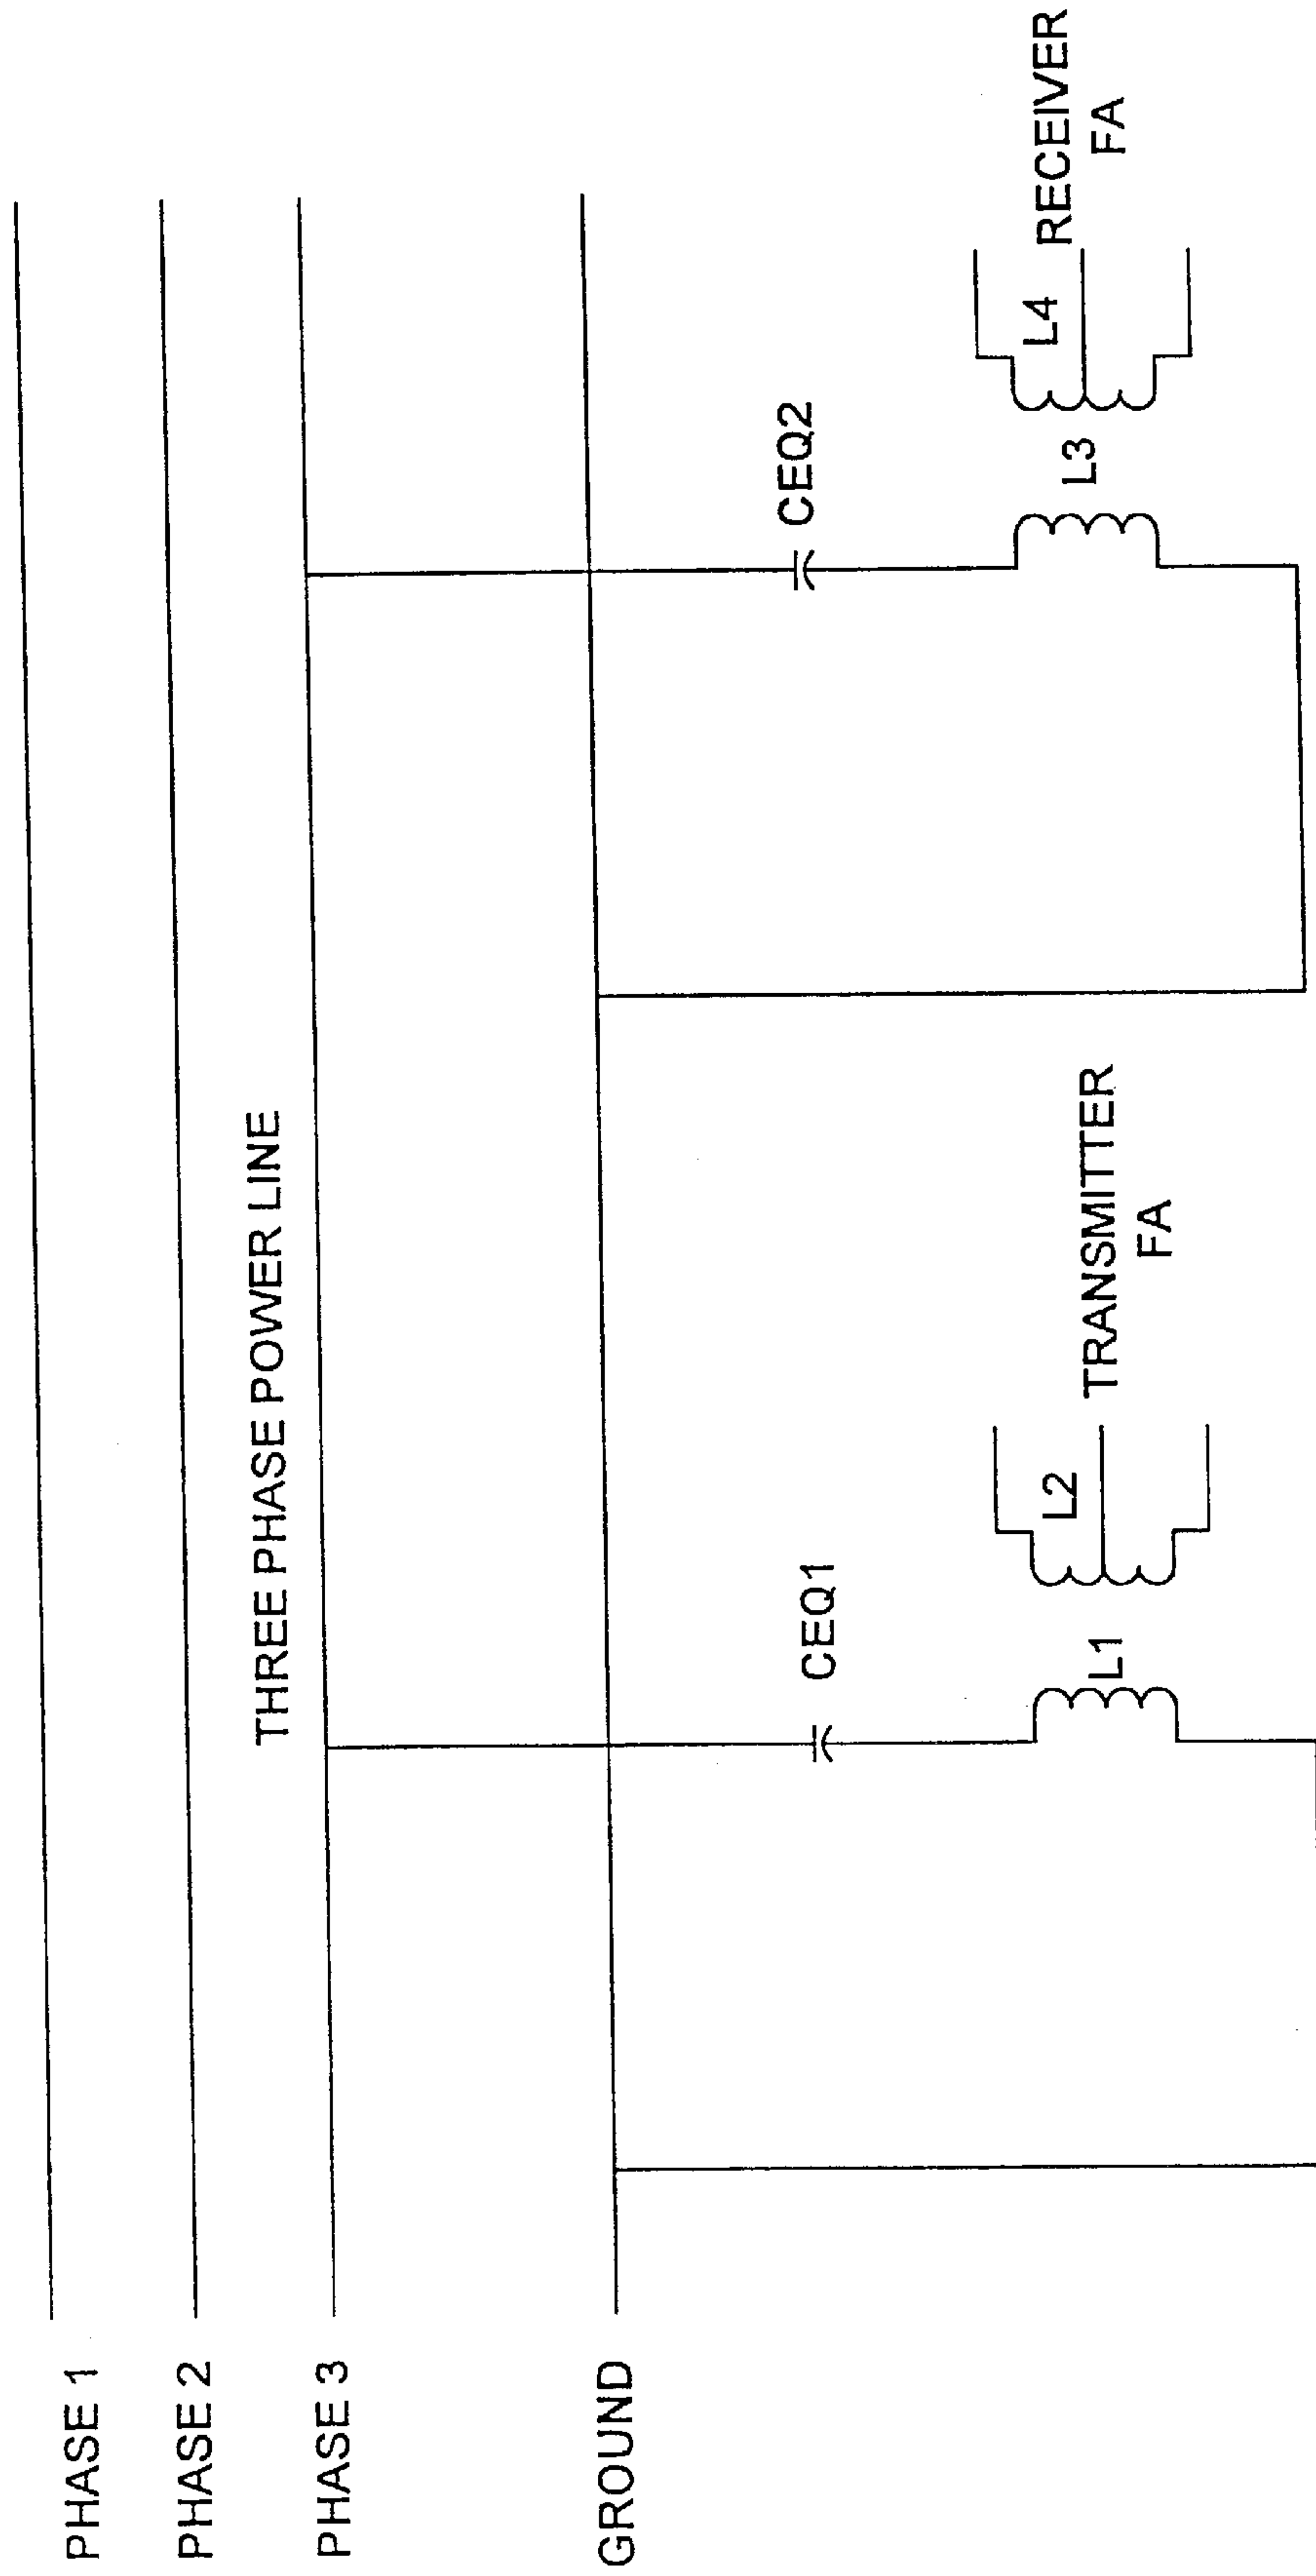 PHASE 1
PHASE 2
THREE PHASE POWER LINE
PHASE 3
GROUND
CEQ1
CEQ2
L1
L2
TRANSMITTER
FA
L3
L4
RECEIVER
FA